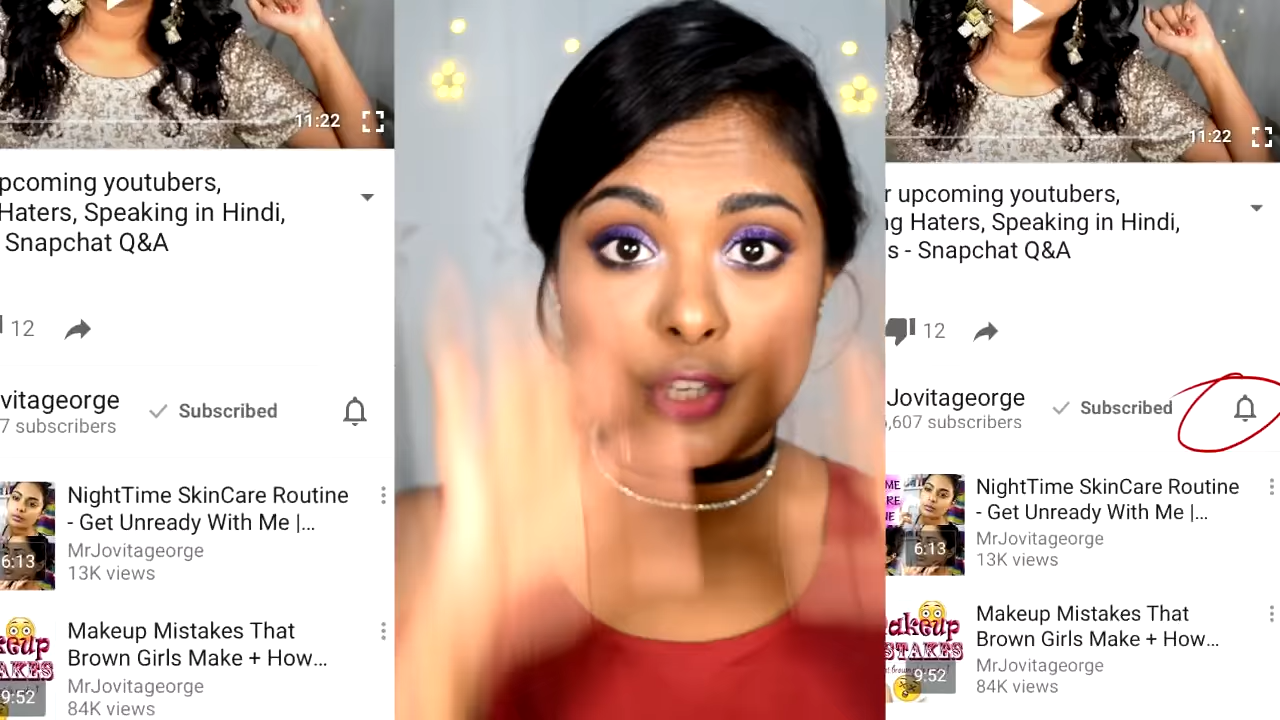 11:22
pcoming youtubers,
Haters, Speaking in Hindi,
Snapchat Q&A
12
vitageorge
Subscribed
7 subscribers
NightTime SkinCare Routine
- Get Unready With Me |...
MrJovitageorge
13K views
6:13
Makeup Mistakes That
Brown Girls Make + How...
MrJovitageorge
84K views
9:52
11:22
r upcoming youtubers,
ng Haters, Speaking in Hindi,
s - Snapchat Q&A
12
Jovitageorge
Subscribed
,607 subscribers
NightTime SkinCare Routine
- Get Unready With Me |...
MrJovitageorge
13K views
6:13
Makeup Mistakes That
Brown Girls Make + How...
MrJovitageorge
84K views
akeup
STAKES
9:52